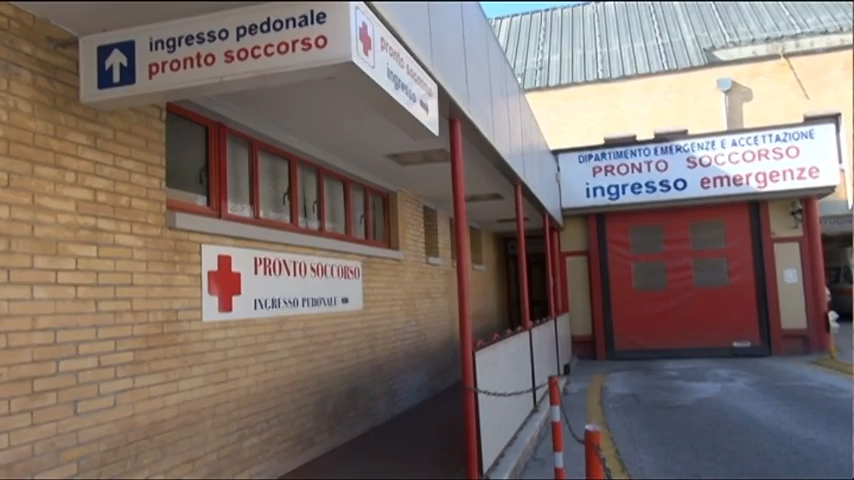 ingresso pedonale
pronto soccorso
pronto soccorso
ingresso
DIPARTIMENTO EMERGENZE E ACCETTAZIONE
PRONTO SOCCORSO
ingresso emergenze
PRONTO SOCCORSO
INGRESSO PEDONALE